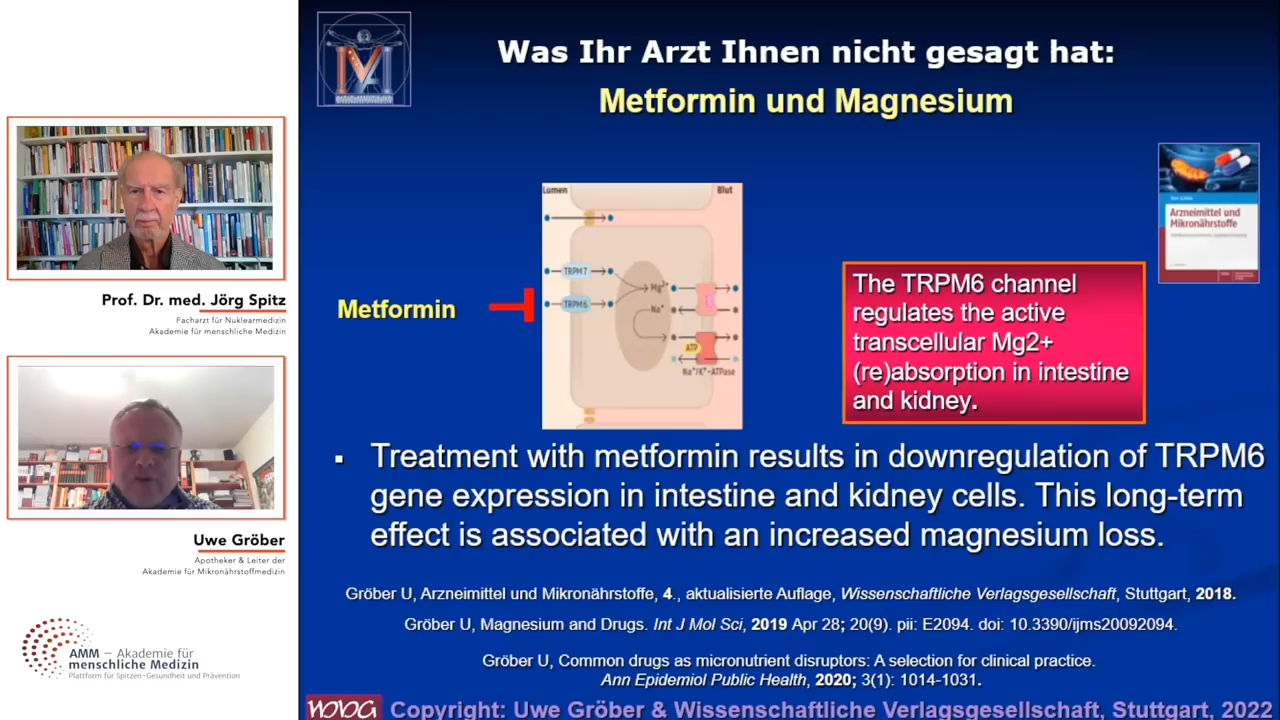 Prof. Dr. med. Jörg Spitz
Facharzt für Nuklearmedizin
Akademie für menschliche Medizin
Uwe Gröber
Apotheker & Leiter der
Akademie für Mikronährstoffmedizin
AMM – Akademie für
menschliche Medizin
Plattform für Spitzen-Gesundheit und Prävention
Was Ihr Arzt Ihnen nicht gesagt hat:
Metformin und Magnesium
Arzneimittel und
Mikronährstoffe
Lumen
Blut
TRPM7
TRPM6
Mg²⁺
Na⁺
ATP
Na⁺/K⁺-ATPase
Metformin
The TRPM6 channel
regulates the active
transcellular Mg2+
(re)absorption in intestine
and kidney.
▪ Treatment with metformin results in downregulation of TRPM6
gene expression in intestine and kidney cells. This long-term
effect is associated with an increased magnesium loss.
Gröber U, Arzneimittel und Mikronährstoffe, 4., aktualisierte Auflage, Wissenschaftliche Verlagsgesellschaft, Stuttgart, 2018.
Gröber U, Magnesium and Drugs. Int J Mol Sci, 2019 Apr 28; 20(9). pii: E2094. doi: 10.3390/ijms20092094.
Gröber U, Common drugs as micronutrient disruptors: A selection for clinical practice.
Ann Epidemiol Public Health, 2020; 3(1): 1014-1031.
Copyright: Uwe Gröber & Wissenschaftliche Verlagsgesellschaft, Stuttgart, 2022